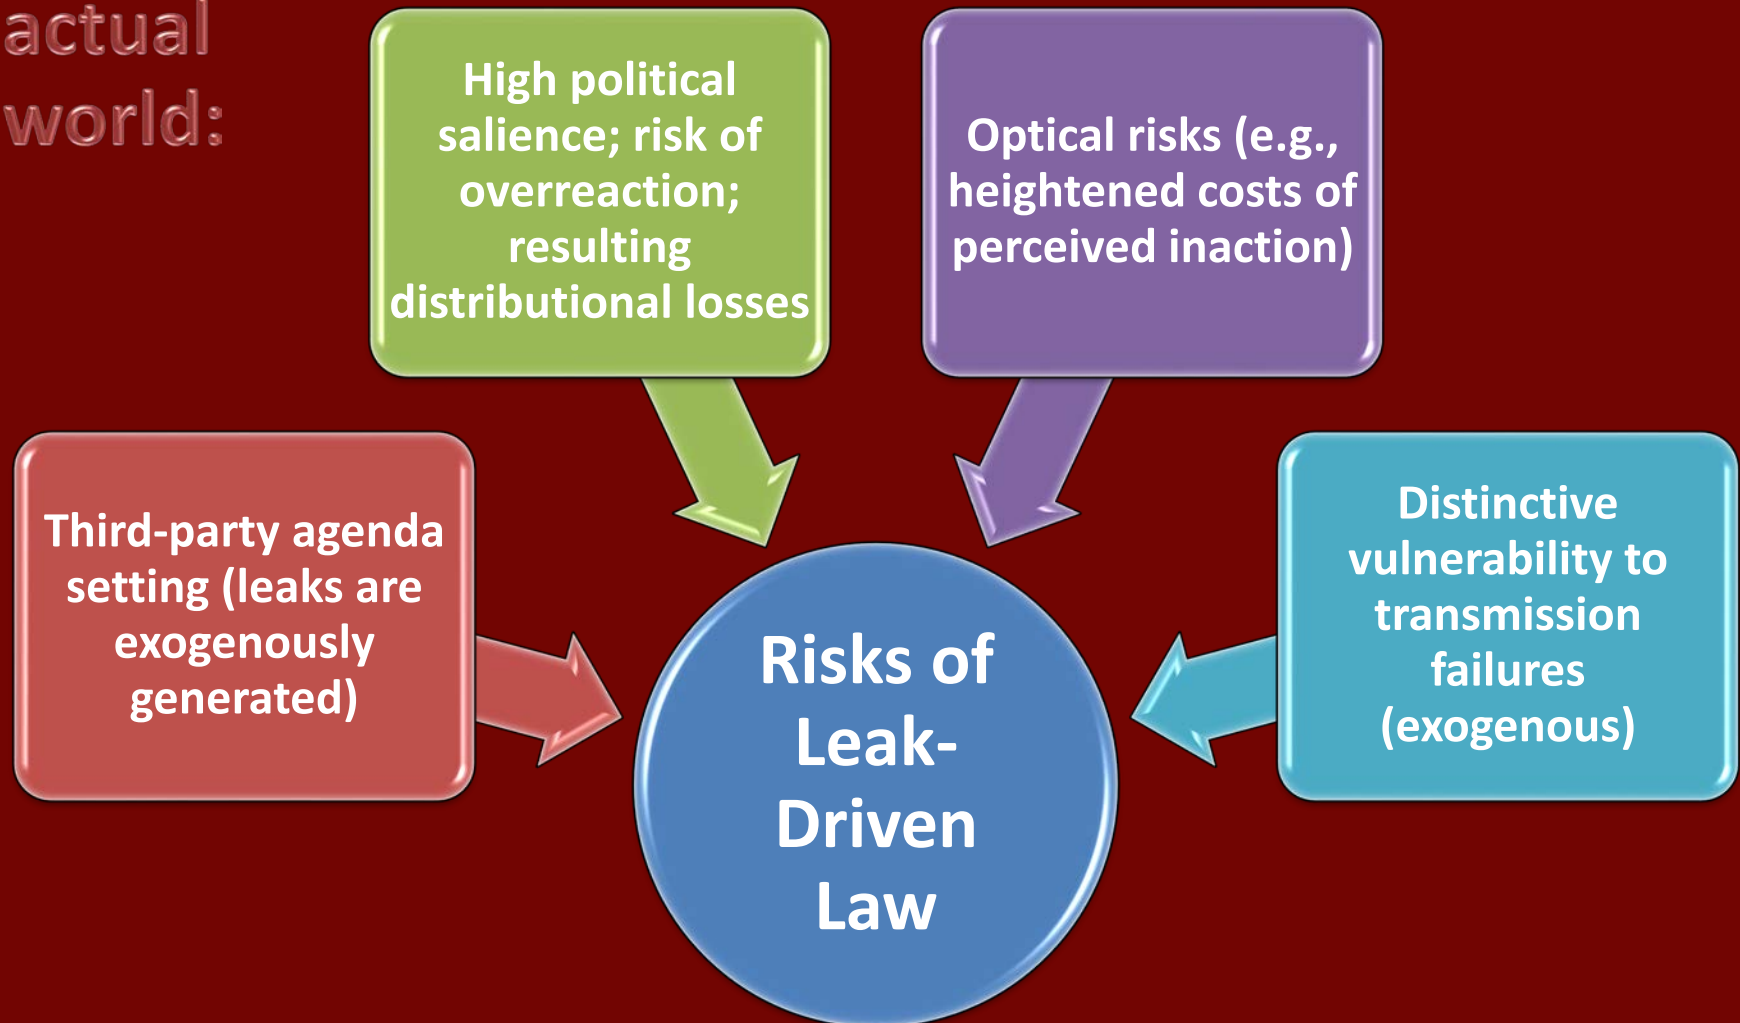 actual
world:
High political
salience; risk of
overreaction;
resulting
distributional losses
Optical risks (e.g.,
heightened costs of
perceived inaction)
Third-party agenda
setting (leaks are
exogenously
generated)
Distinctive
vulnerability to
transmission
failures
(exogenous)
Risks of
Leak-
Driven
Law